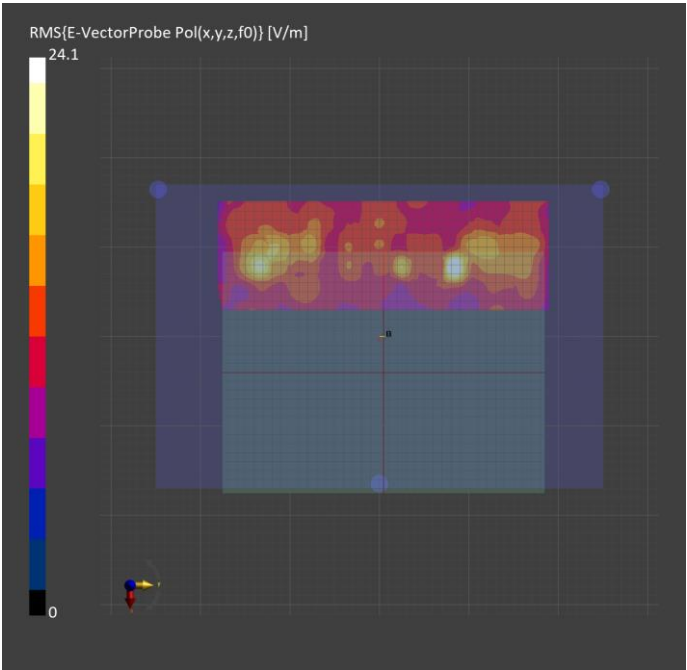 RMS{E-VectorProbe Pol(x,y,z,f0)} [V/m]
24.1
0